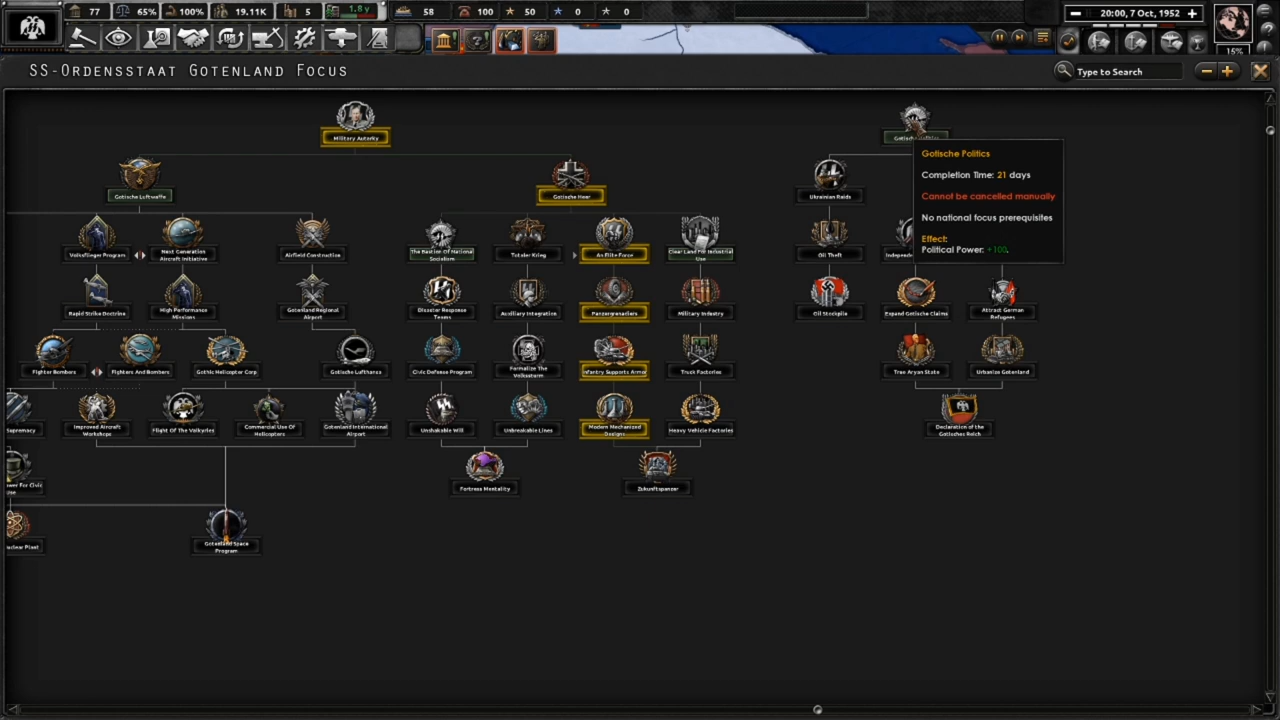 77
65%
100%
19.11K
5
1.8 y
58
100
50
0
0
20:00, 7 Oct, 1952
15%
SS-Ordensstaat Gotenland Focus
Type to Search
Military Autarky
Gotische Politics
Gotische Luftwaffe
Gotische Heer
Ukrainian Raids
Volksflieger Program
Next Generation
Aircraft Initiative
Airfield Construction
The Bastion Of National
Socialism
Totaler Krieg
An Elite Force
Clear Land For Industrial
Use
Oil Theft
Rapid Strike Doctrine
High Performance
Missions
Gotenland Regional
Airport
Disaster Response
Teams
Auxiliary Integration
Panzergrenadiers
Military Industry
Oil Stockpile
Expand Gotische Claims
Attract German
Refugees
Fighter Bombers
Fighters And Bombers
Gothic Helicopter Corp
Gotische Lufthansa
Civic Defense Program
Formalize The
Volkssturm
Infantry Supports Armor
Truck Factories
True Aryan State
Urbanize Gotenland
Supremacy
Improved Aircraft
Workshops
Flight Of The Valkyries
Commercial Use Of
Helicopters
Gotenland International
Airport
Unshakable Will
Unbreakable Lines
Modern Mechanized
Designs
Heavy Vehicle Factories
Declaration of the
Gotisches Reich
Fortress Mentality
Zukunftspanzer
Gotenland Space
Program
Gotische Politics
Completion Time: 21 days
Cannot be cancelled manually
No national focus prerequisites
Effect:
Political Power: +100.